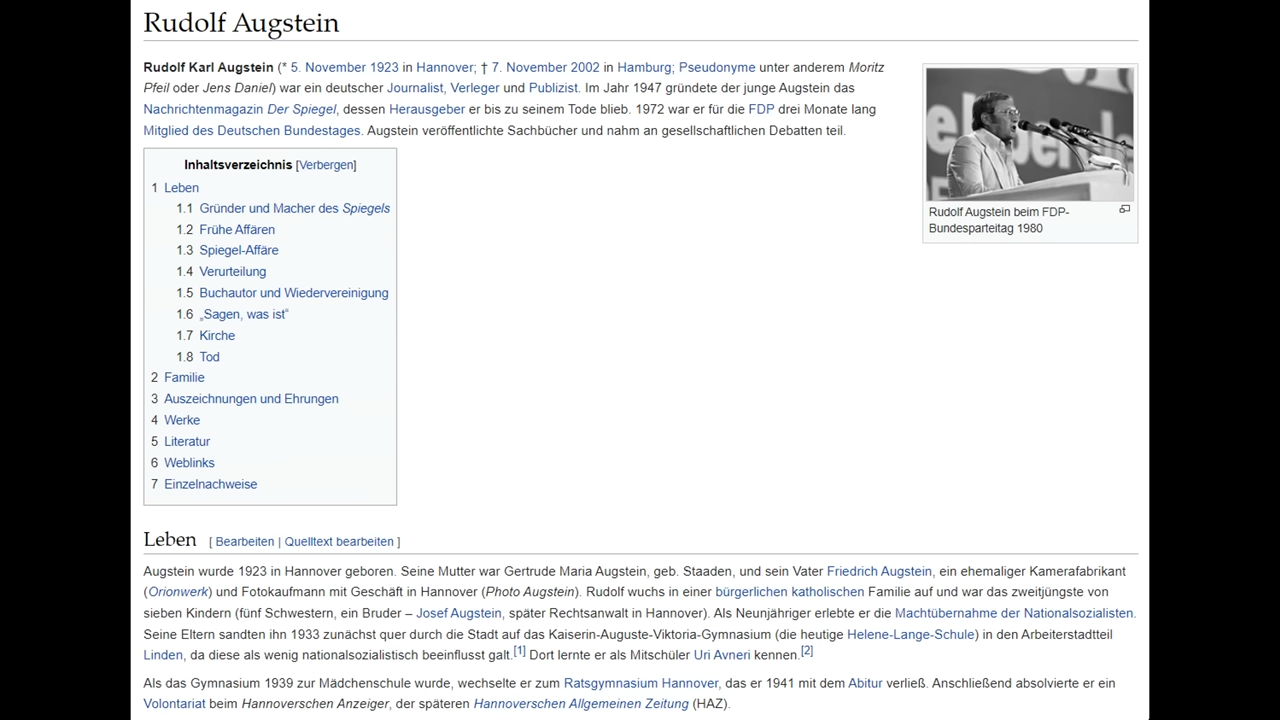 Rudolf Augstein
Rudolf Karl Augstein (* 5. November 1923 in Hannover; † 7. November 2002 in Hamburg; Pseudonyme unter anderem Moritz
Pfeil oder Jens Daniel) war ein deutscher Journalist, Verleger und Publizist. Im Jahr 1947 gründete der junge Augstein das
Nachrichtenmagazin Der Spiegel, dessen Herausgeber er bis zu seinem Tode blieb. 1972 war er für die FDP drei Monate lang
Mitglied des Deutschen Bundestages. Augstein veröffentlichte Sachbücher und nahm an gesellschaftlichen Debatten teil.
Rudolf Augstein beim FDP-
Bundesparteitag 1980
Inhaltsverzeichnis [Verbergen]
1 Leben
1.1 Gründer und Macher des Spiegels
1.2 Frühe Affären
1.3 Spiegel-Affäre
1.4 Verurteilung
1.5 Buchautor und Wiedervereinigung
1.6 „Sagen, was ist“
1.7 Kirche
1.8 Tod
2 Familie
3 Auszeichnungen und Ehrungen
4 Werke
5 Literatur
6 Weblinks
7 Einzelnachweise
Leben [ Bearbeiten | Quelltext bearbeiten ]
Augstein wurde 1923 in Hannover geboren. Seine Mutter war Gertrude Maria Augstein, geb. Staaden, und sein Vater Friedrich Augstein, ein ehemaliger Kamerafabrikant
(Orionwerk) und Fotokaufmann mit Geschäft in Hannover (Photo Augstein). Rudolf wuchs in einer bürgerlichen katholischen Familie auf und war das zweitjüngste von
sieben Kindern (fünf Schwestern, ein Bruder – Josef Augstein, später Rechtsanwalt in Hannover). Als Neunjähriger erlebte er die Machtübernahme der Nationalsozialisten.
Seine Eltern sandten ihn 1933 zunächst quer durch die Stadt auf das Kaiserin-Auguste-Viktoria-Gymnasium (die heutige Helene-Lange-Schule) in den Arbeiterstadtteil
Linden, da diese als wenig nationalsozialistisch beeinflusst galt.[1] Dort lernte er als Mitschüler Uri Avneri kennen.[2]
Als das Gymnasium 1939 zur Mädchenschule wurde, wechselte er zum Ratsgymnasium Hannover, das er 1941 mit dem Abitur verließ. Anschließend absolvierte er ein
Volontariat beim Hannoverschen Anzeiger, der späteren Hannoverschen Allgemeinen Zeitung (HAZ).